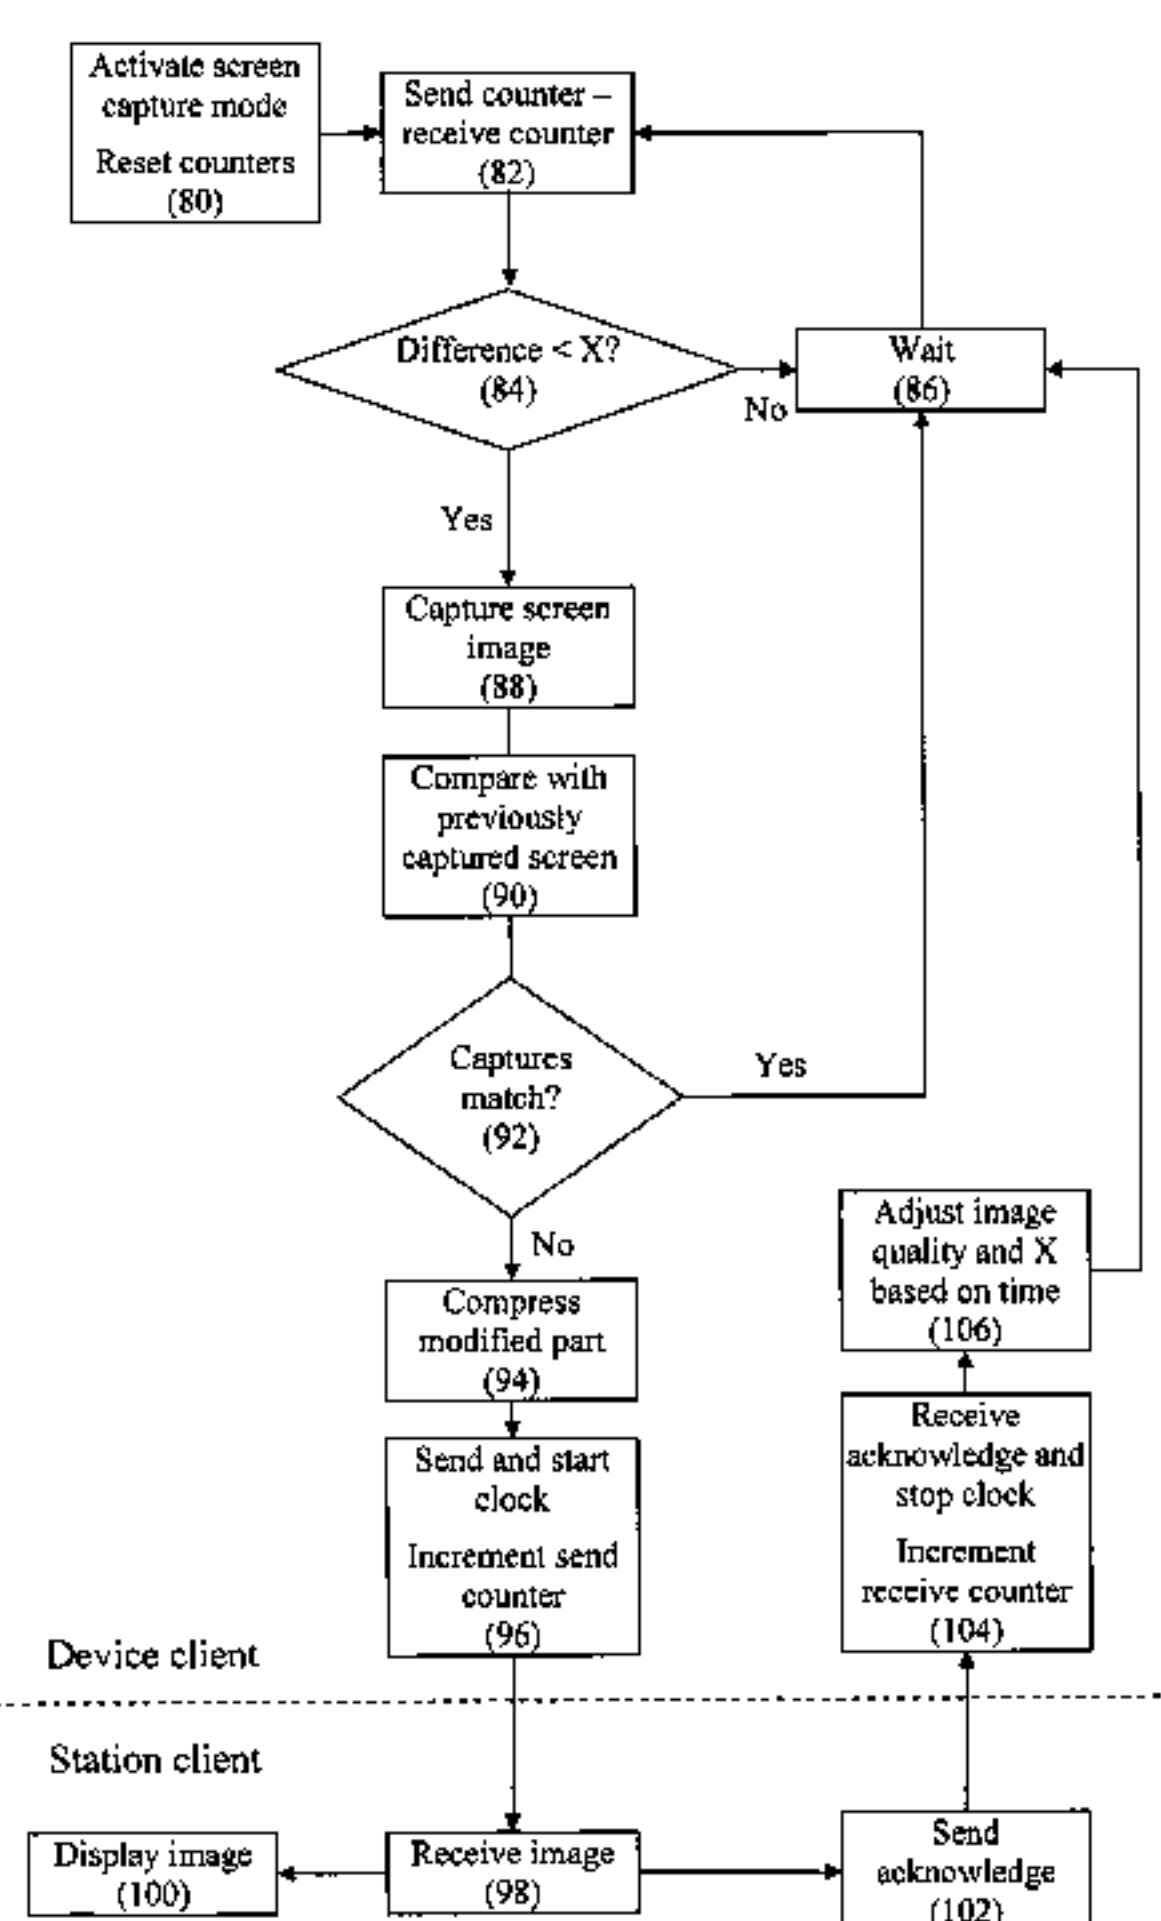 Activate screen
capture mode
Reset counters
(80)
Send counter –
receive counter
(82)
Difference < X?
(84)
No
Wait
(86)
Yes
Capture screen
image
(88)
Compare with
previously
captured screen
(90)
Captures
match?
(92)
Yes
No
Compress
modified part
(94)
Send and start
clock
Increment send
counter
(96)
Adjust image
quality and X
based on time
(106)
Receive
acknowledge and
stop clock
Increment
receive counter
(104)
Device client
Station client
Display image
(100)
Receive image
(98)
Send
acknowledge
(102)